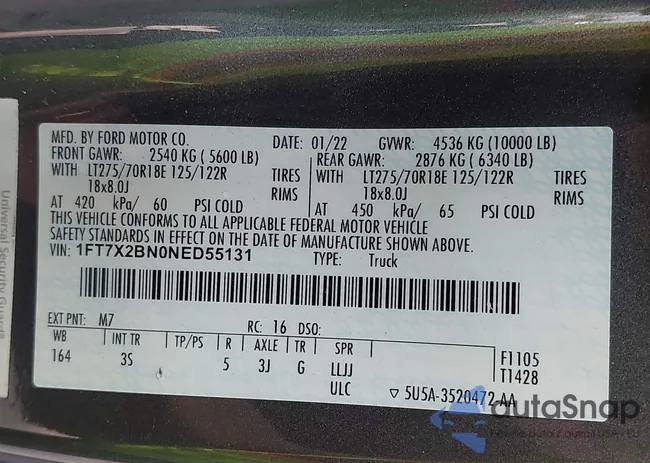 MFD. BY FORD MOTOR CO.
DATE: 01/22 GVWR: 4536 KG (10000 LB)
FRONT GAWR: 2540 KG ( 5600 LB)
REAR GAWR: 2876 KG ( 6340 LB)
WITH LT275/70R18E 125/122R TIRES
WITH LT275/70R18E 125/122R TIRES
18x8.0J RIMS
18x8.0J RIMS
AT 420 kPa/ 60 PSI COLD
AT 450 kPa/ 65 PSI COLD
THIS VEHICLE CONFORMS TO ALL APPLICABLE FEDERAL MOTOR VEHICLE
SAFETY STANDARDS IN EFFECT ON THE DATE OF MANUFACTURE SHOWN ABOVE.
VIN: 1FT7X2BN0NED55131 TYPE: Truck
EXT PNT: M7 RC: 16 DSO:
WB INT TR TP/PS R AXLE TR SPR
F1105
164 3S 5 3J G LLJJ
T1428
ULC ▽ 5U5A-3520472-AA
Universal Security Guard
autoSnap